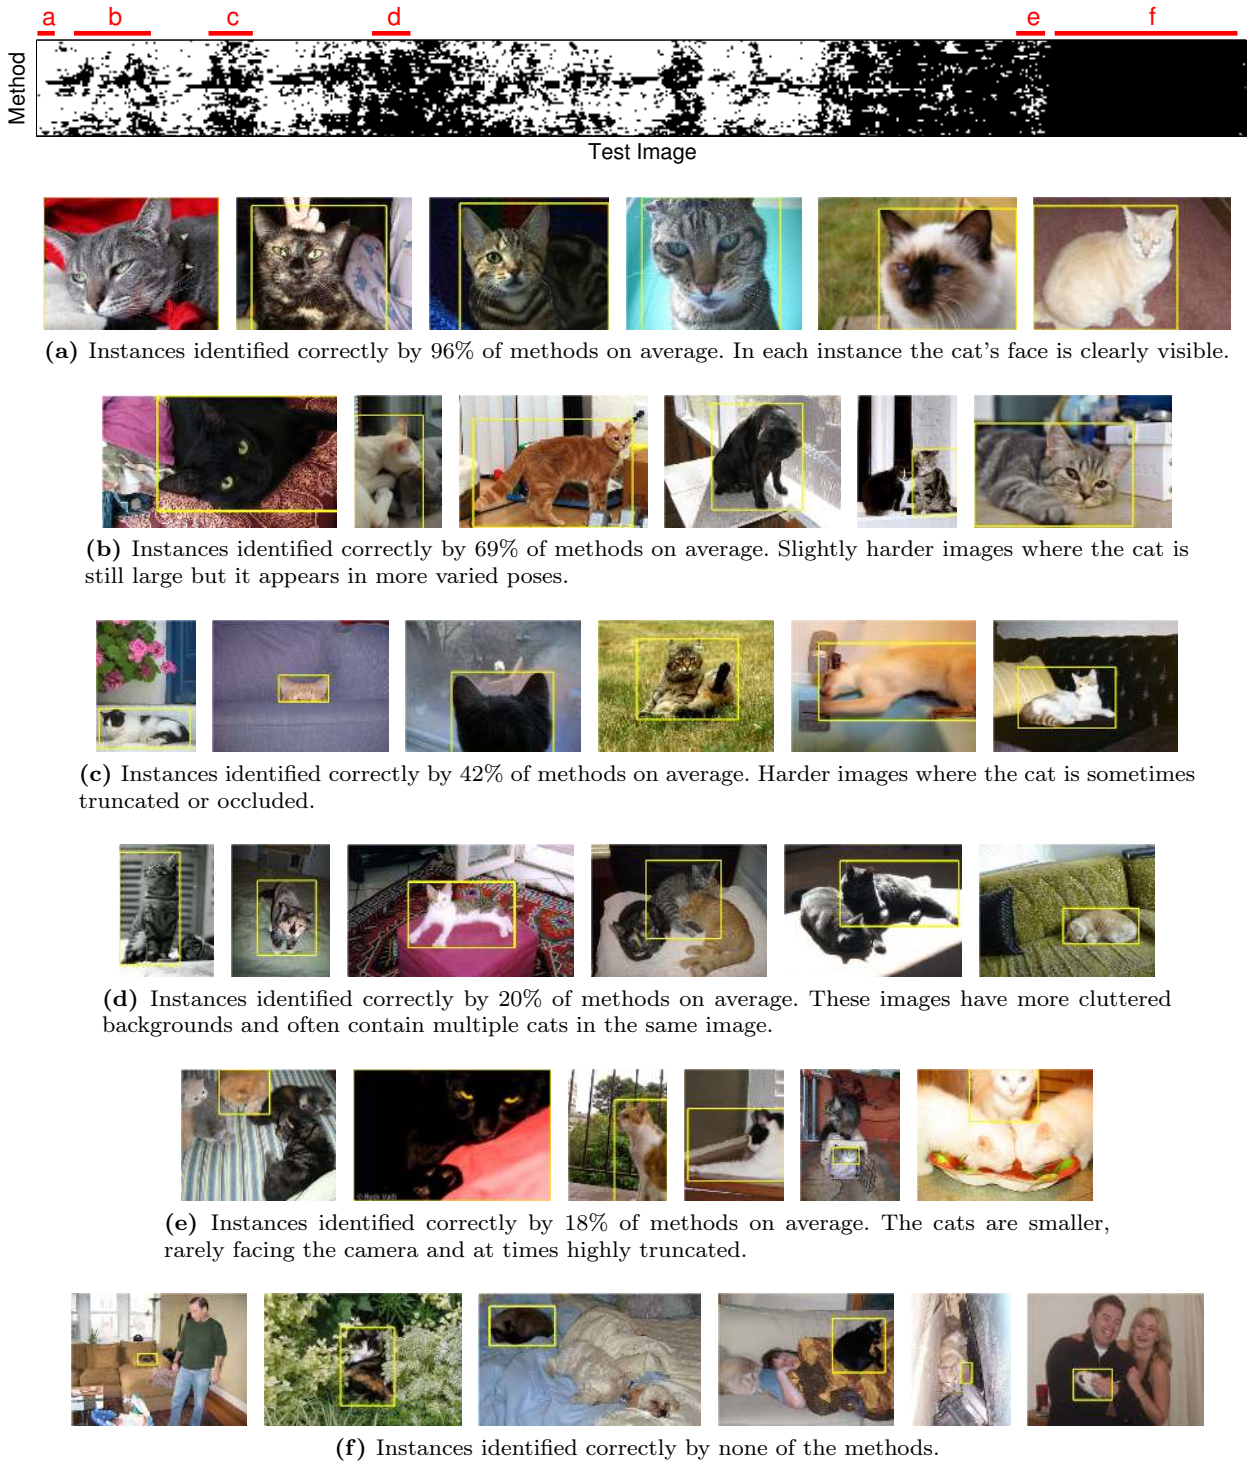 a b c d e f
Method
Test Image
(a) Instances identified correctly by 96% of methods on average. In each instance the cat's face is clearly visible.
(b) Instances identified correctly by 69% of methods on average. Slightly harder images where the cat is
still large but it appears in more varied poses.
(c) Instances identified correctly by 42% of methods on average. Harder images where the cat is sometimes
truncated or occluded.
(d) Instances identified correctly by 20% of methods on average. These images have more cluttered
backgrounds and often contain multiple cats in the same image.
(e) Instances identified correctly by 18% of methods on average. The cats are smaller,
rarely facing the camera and at times highly truncated.
(f) Instances identified correctly by none of the methods.